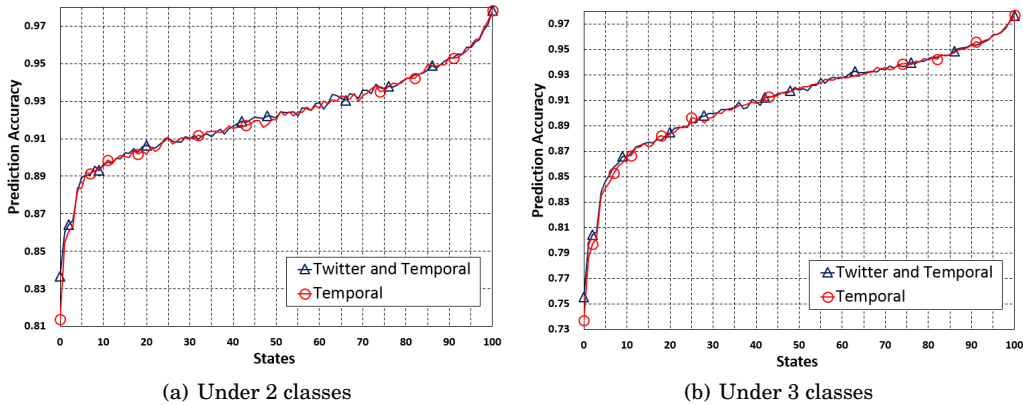 Prediction Accuracy
0.97
0.95
0.93
0.91
0.89
0.87
0.85
0.83
0.81
0 10 20 30 40 50 60 70 80 90 100
States
Twitter and Temporal
Temporal
(a) Under 2 classes
Prediction Accuracy
0.97
0.95
0.93
0.91
0.89
0.87
0.85
0.83
0.81
0.79
0.77
0.75
0.73
0 10 20 30 40 50 60 70 80 90 100
States
Twitter and Temporal
Temporal
(b) Under 3 classes